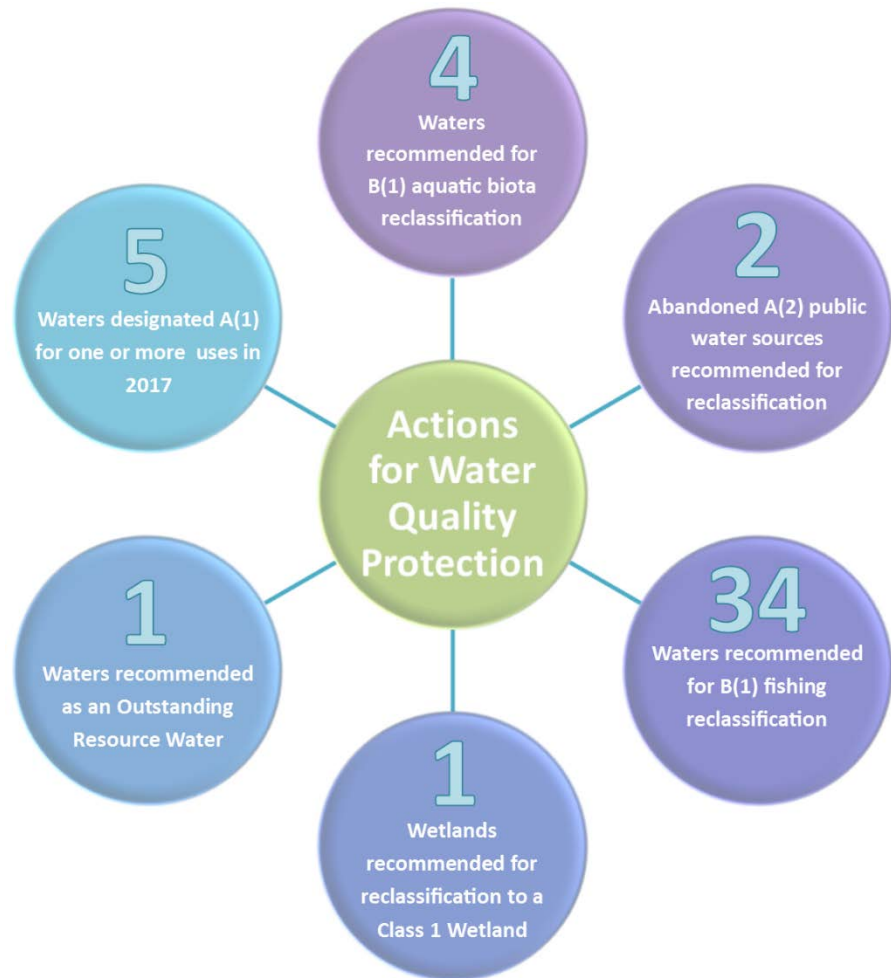 4
Waters
recommended for
B(1) aquatic biota
reclassification
5
Waters designated A(1)
for one or more uses in
2017
2
Abandoned A(2) public
water sources
recommended for
reclassification
Actions
for Water
Quality
Protection
1
Waters recommended
as an Outstanding
Resource Water
34
Waters recommended
for B(1) fishing
reclassification
1
Wetlands
recommended for
reclassification to a
Class 1 Wetland